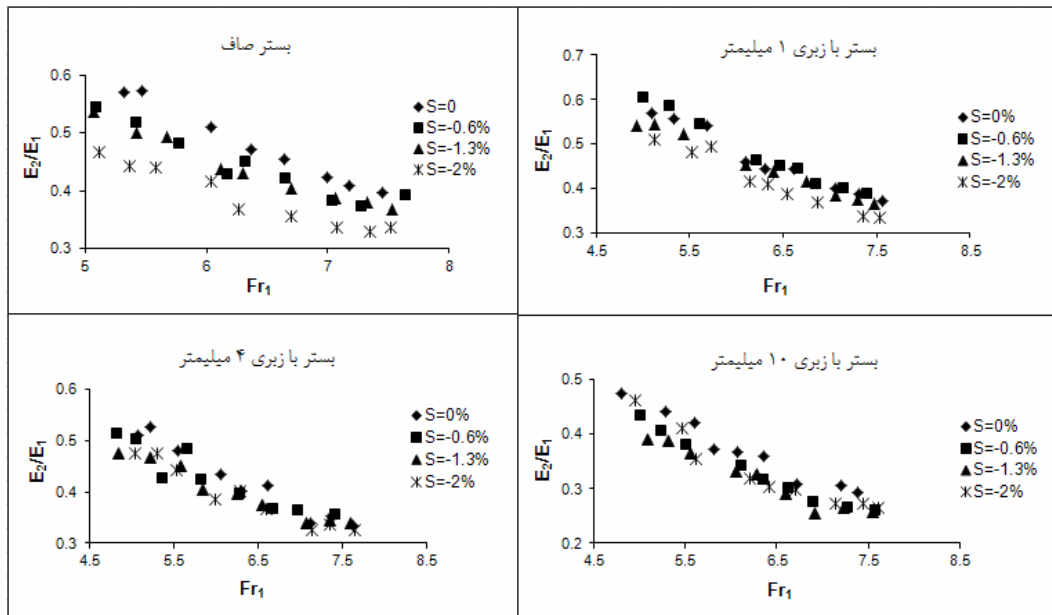 بستر صاف
0.6
0.5
0.4
0.3
E₂/E₁
5
6
7
8
Fr₁
S=0
S=-0.6%
S=-1.3%
S=-2%
بستر با زبری ۱ میلیمتر
0.7
0.6
0.5
0.4
0.3
E₂/E₁
4.5
5.5
6.5
7.5
8.5
Fr₁
S=0%
S=-0.6%
S=-1.3%
S=-2%
بستر با زبری ۴ میلیمتر
0.6
0.5
0.4
0.3
E₂/E₁
4.5
5.5
6.5
7.5
8.5
Fr₁
S=0%
S=-0.6%
S=-1.3%
S=-2%
بستر با زبری ۱۰ میلیمتر
0.5
0.4
0.3
0.2
E₂/E₁
4.5
5.5
6.5
7.5
8.5
Fr₁
S=0%
S=-0.6%
S=-1.3%
S=-2%